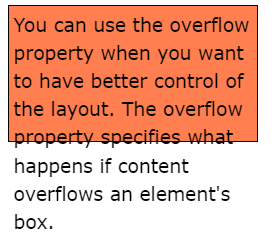 You can use the overflow
property when you want
to have better control of
the layout. The overflow
property specifies what
happens if content
overflows an element's
box.